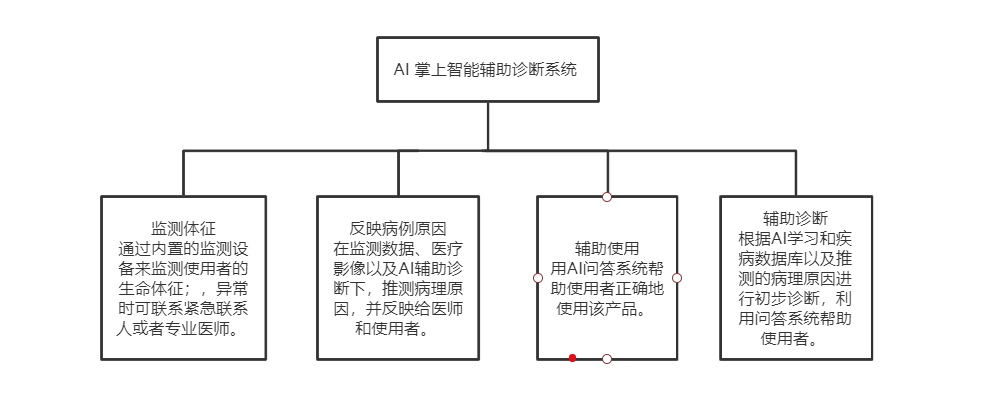 AI 掌上智能辅助诊断系统
监测体征
通过内置的监测设
备来监测使用者的
生命体征；，异常
时可联系紧急联系
人或者专业医师。
反映病例原因
在监测数据、医疗
影像以及AI辅助诊
断下，推测病理原
因，并反映给医师
和使用者。
辅助使用
用AI问答系统帮
助使用者正确地
使用该产品。
辅助诊断
根据AI学习和疾
病数据库以及推
测的病理原因进
行初步诊断，利
用问答系统帮助
使用者。